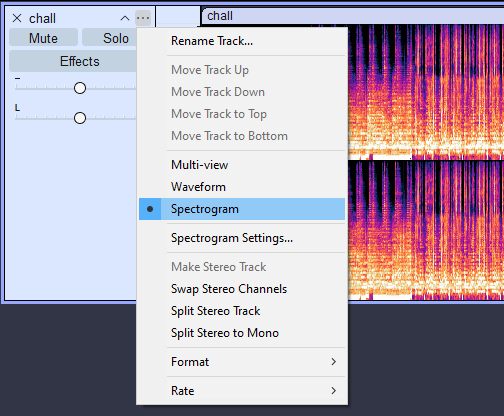 chall
chall
Mute
Solo
Effects
L
Rename Track...
Move Track Up
Move Track Down
Move Track to Top
Move Track to Bottom
Multi-view
Waveform
Spectrogram
Spectrogram Settings...
Make Stereo Track
Swap Stereo Channels
Split Stereo Track
Split Stereo to Mono
Format
Rate